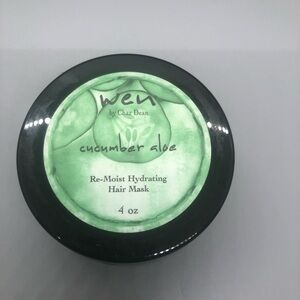 wen
by Chaz Dean
cucumber aloe
Re-Moist Hydrating
Hair Mask
4 oz